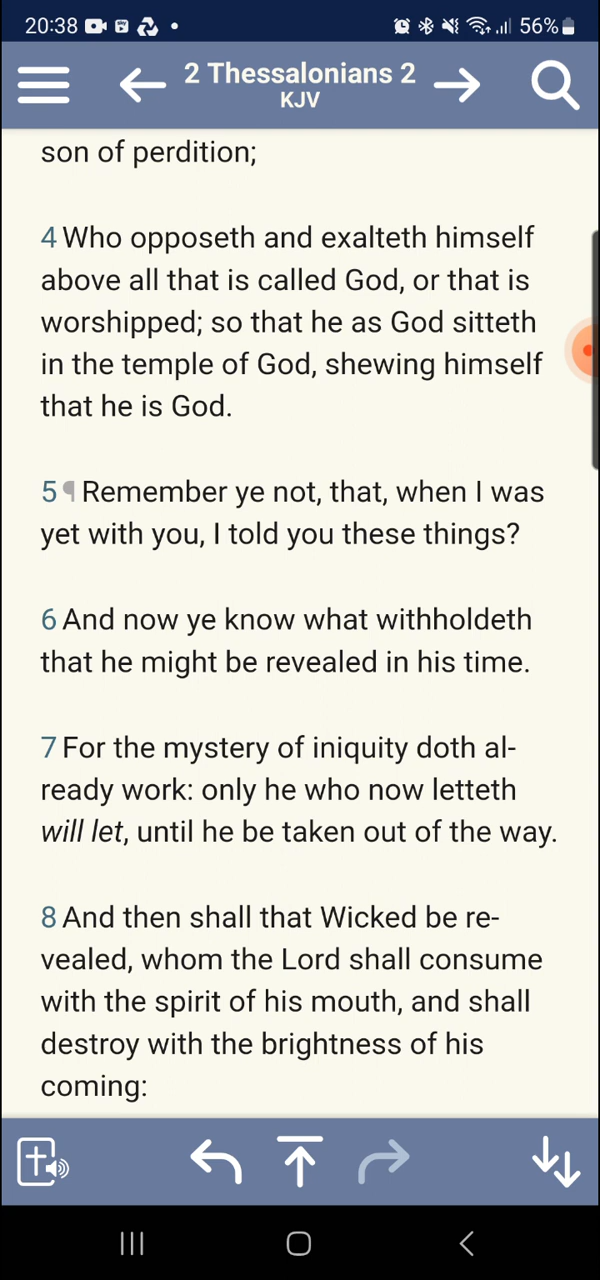 20:38
56%
2 Thessalonians 2
KJV
son of perdition;
4 Who opposeth and exalteth himself
above all that is called God, or that is
worshipped; so that he as God sitteth
in the temple of God, shewing himself
that he is God.
5 ¶ Remember ye not, that, when I was
yet with you, I told you these things?
6 And now ye know what withholdeth
that he might be revealed in his time.
7 For the mystery of iniquity doth al-
ready work: only he who now letteth
will let, until he be taken out of the way.
8 And then shall that Wicked be re-
vealed, whom the Lord shall consume
with the spirit of his mouth, and shall
destroy with the brightness of his
coming: